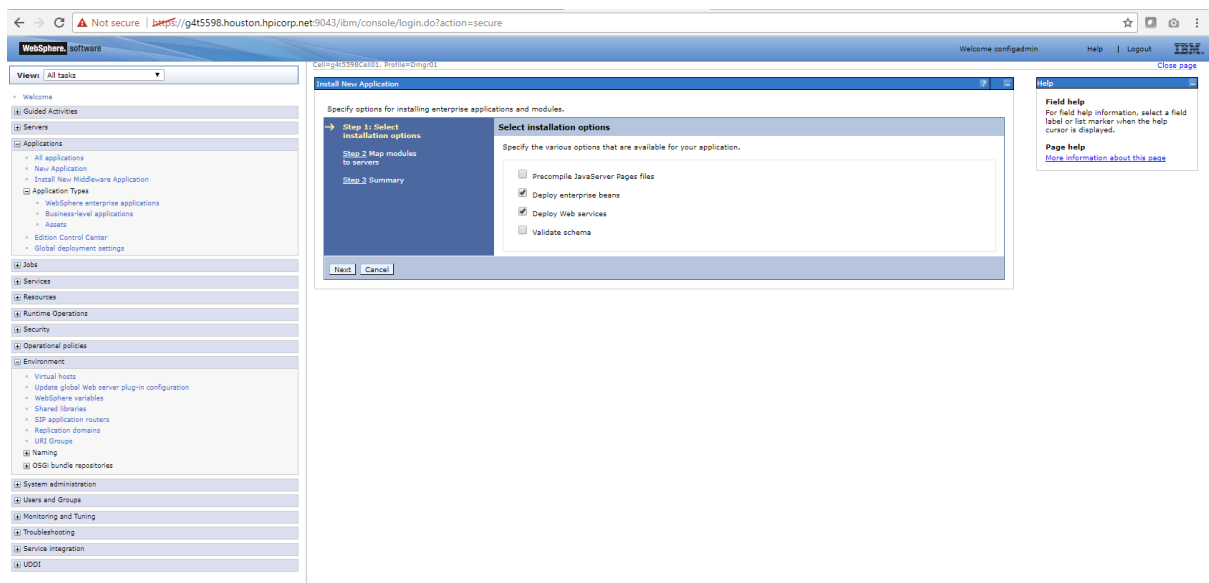 Not secure | https://g4t5598.houston.hpicorp.net:9043/ibm/console/login.do?action=secure
WebSphere. software
Welcome configadmin
Help | Logout
IBM.
View: All tasks
Cell=g4t5598Cell01, Profile=Dmgr01
Close page
Welcome
Guided Activities
Servers
Applications
All applications
New Application
Install New Middleware Application
Application Types
WebSphere enterprise applications
Business-level applications
Assets
Edition Control Center
Global deployment settings
Jobs
Services
Resources
Runtime Operations
Security
Operational policies
Environment
Virtual hosts
Update global Web server plug-in configuration
WebSphere variables
Shared libraries
SIP application routers
Replication domains
URI Groups
Naming
OSGi bundle repositories
System administration
Users and Groups
Monitoring and Tuning
Troubleshooting
Service integration
UDDI
Install New Application
?
Specify options for installing enterprise applications and modules.
Step 1: Select
installation options
Step 2 Map modules
to servers
Step 3 Summary
Select installation options
Specify the various options that are available for your application.
Precompile JavaServer Pages files
Deploy enterprise beans
Deploy Web services
Validate schema
Next
Cancel
Help
Field help
For field help information, select a field
label or list marker when the help
cursor is displayed.
Page help
More information about this page